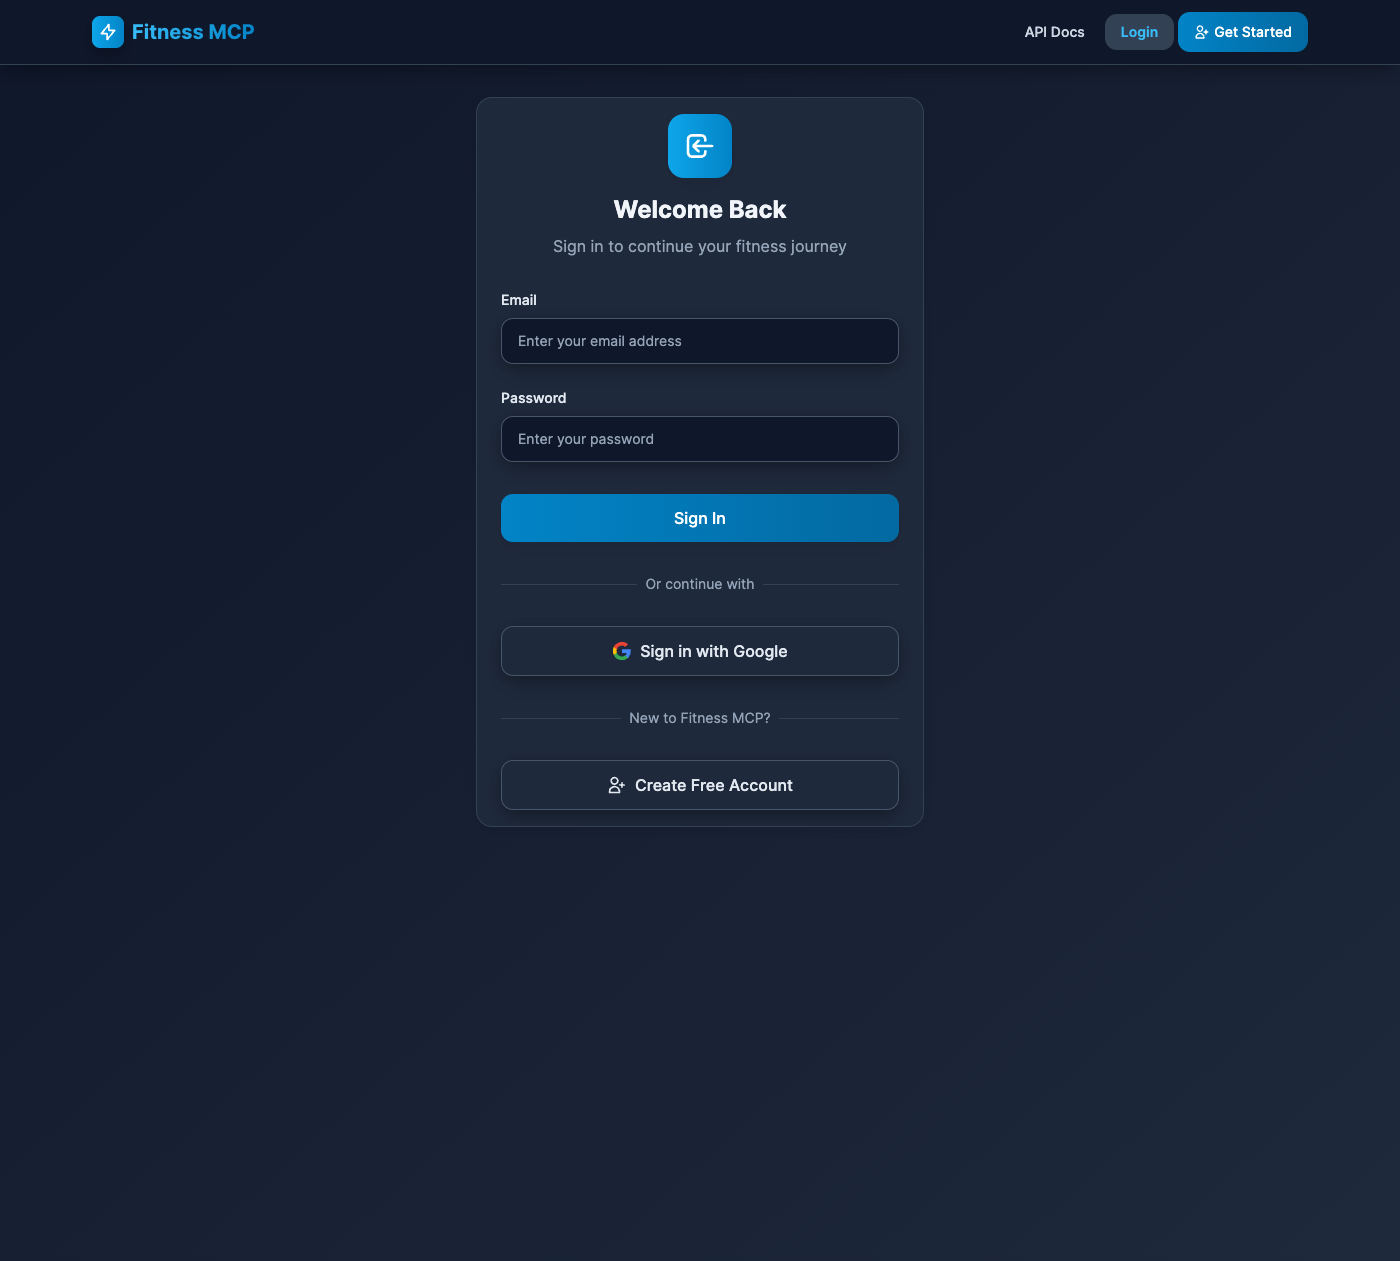 Fitness MCP
API Docs
Login
Get Started
Welcome Back
Sign in to continue your fitness journey
Email
Enter your email address
Password
Enter your password
Sign In
Or continue with
Sign in with Google
New to Fitness MCP?
Create Free Account